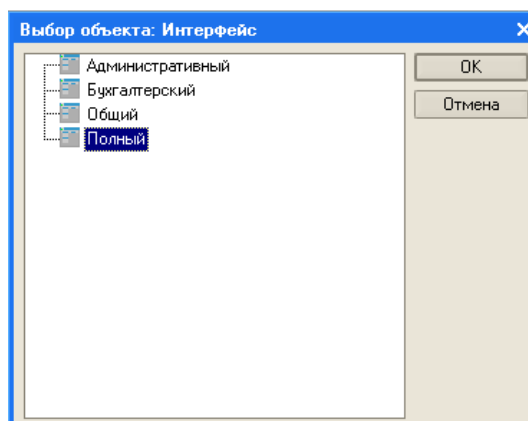 Выбор объекта: Интерфейс
Административный
Бухгалтерский
Общий
Полный
OK
Отмена